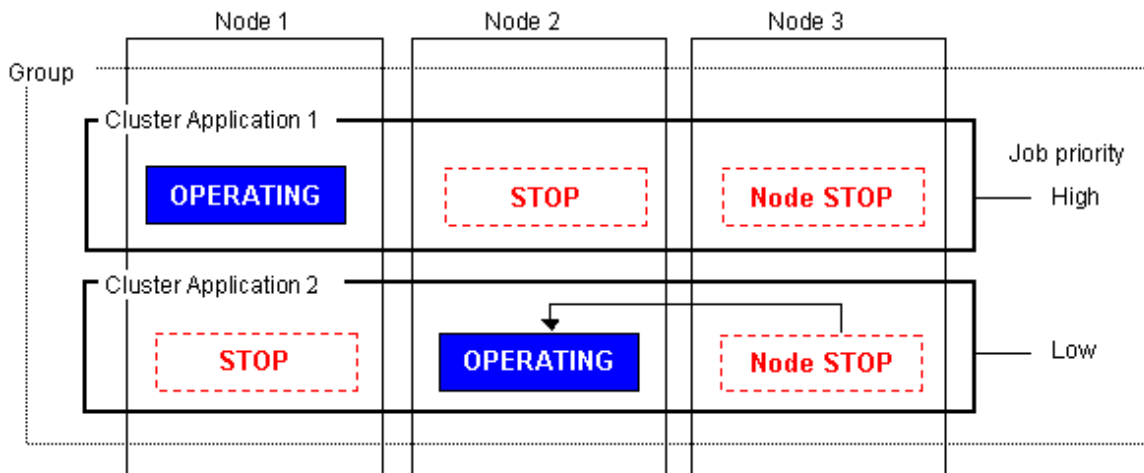 Node 1
Node 2
Node 3
Group
Cluster Application 1
Job priority
OPERATING
STOP
Node STOP
High
Cluster Application 2
STOP
OPERATING
Node STOP
Low